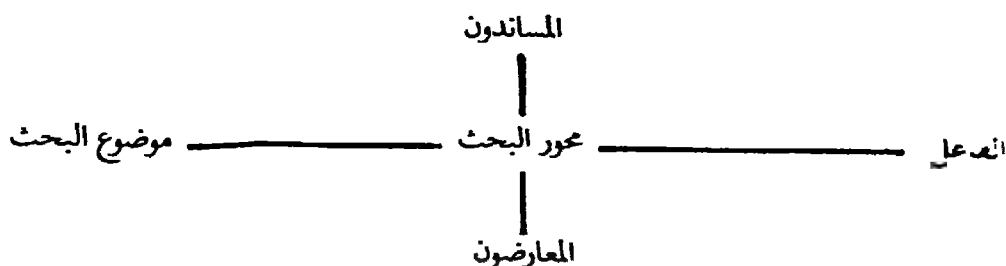 المساندون
الفاعل محور البحث موضوع البحث
المعارضون